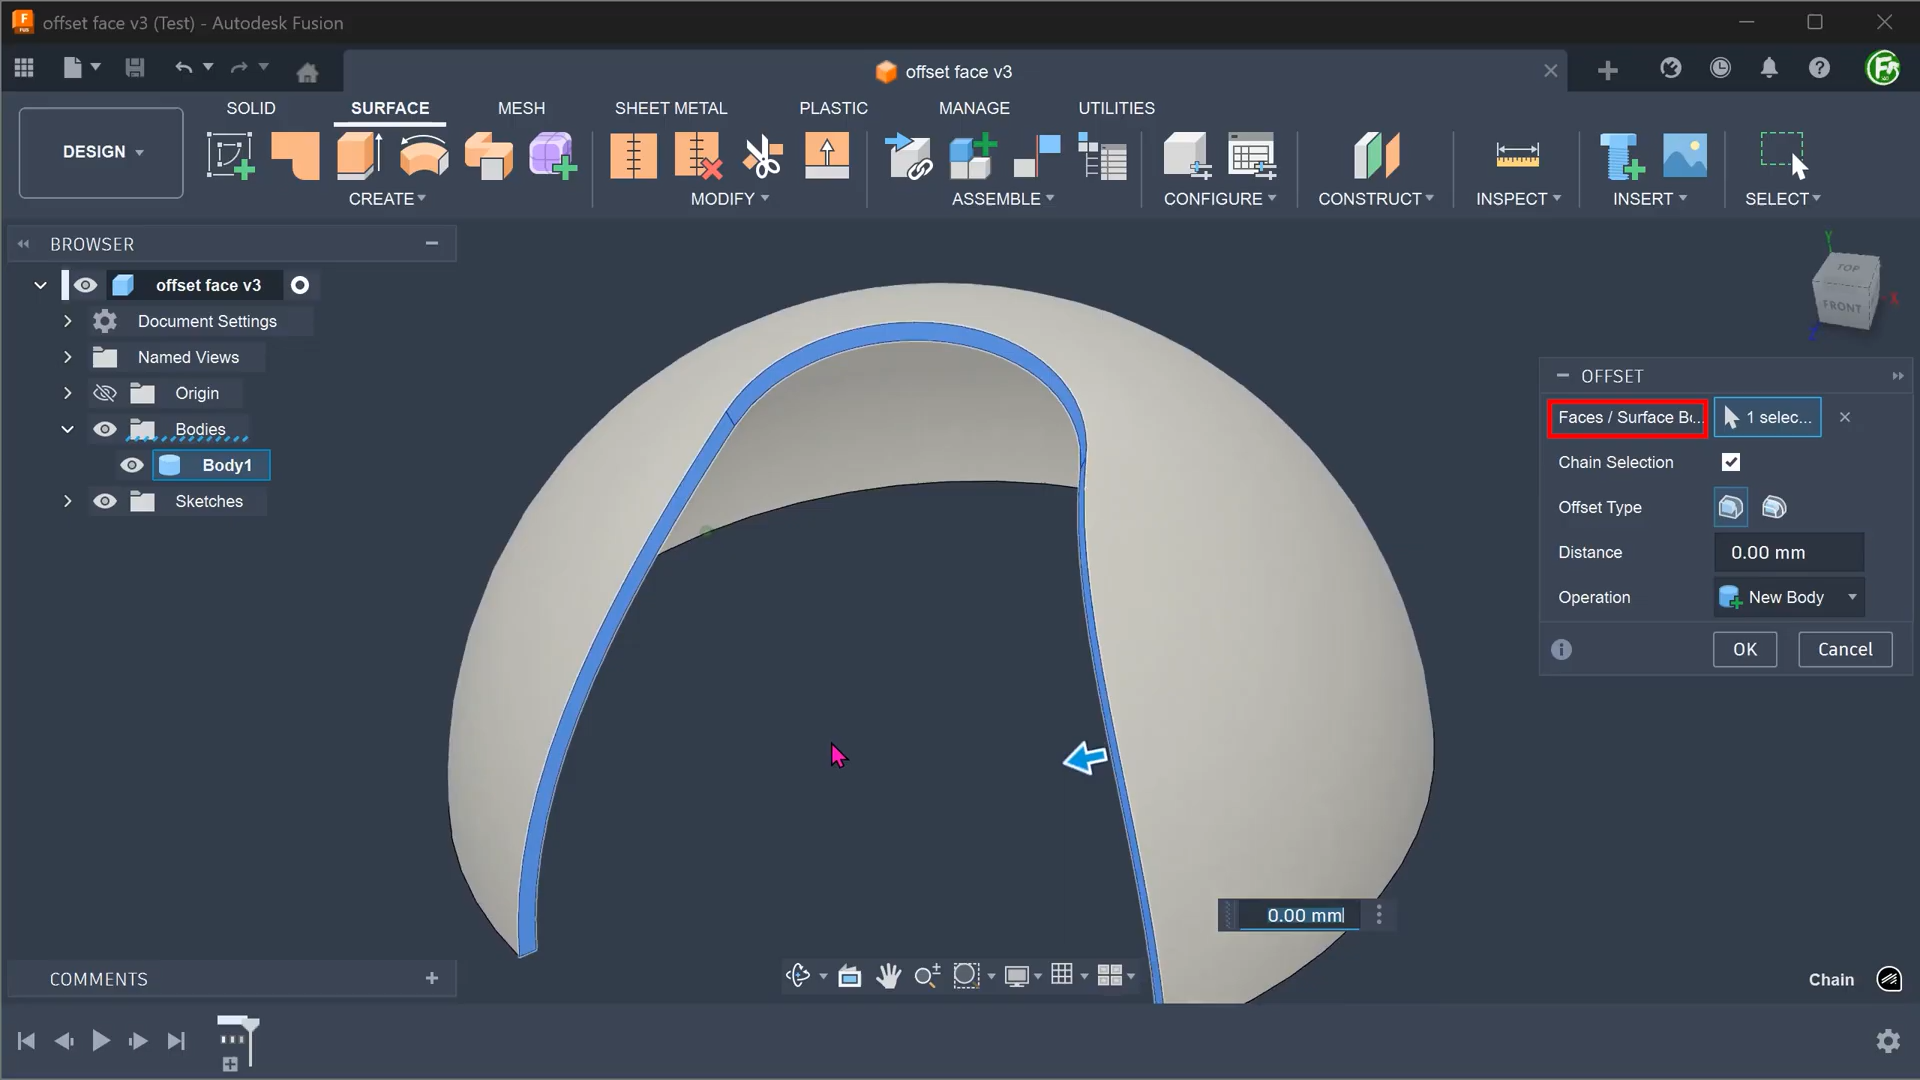 offset face v3 (Test) - Autodesk Fusion
offset face v3
SOLID SURFACE MESH SHEET METAL PLASTIC MANAGE UTILITIES
DESIGN
CREATE MODIFY ASSEMBLE CONFIGURE CONSTRUCT INSPECT INSERT SELECT
BROWSER
offset face v3
Document Settings
Named Views
Origin
Bodies
Body1
Sketches
Y
TOP
FRONT
X
Z
OFFSET
Faces / Surface Bo... 1 selec...
Chain Selection
Offset Type
Distance 0.00 mm
Operation New Body
OK Cancel
0.00 mm
COMMENTS
Chain